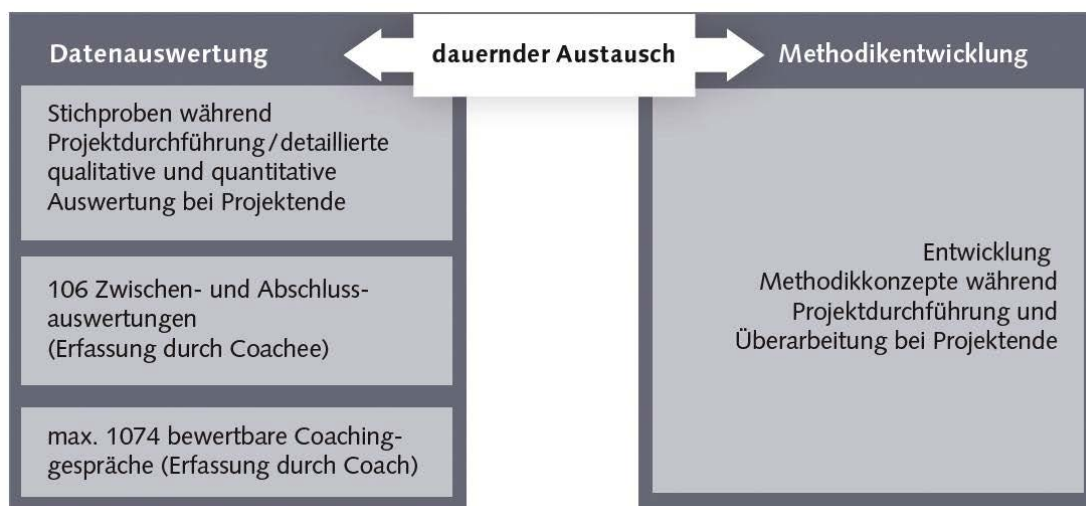 Datenauswertung
dauernder Austausch
Methodikentwicklung
Stichproben während
Projektdurchführung / detaillierte
qualitative und quantitative
Auswertung bei Projektende
106 Zwischen- und Abschluss-
auswertungen
(Erfassung durch Coachee)
max. 1074 bewertbare Coaching-
gespräche (Erfassung durch Coach)
Entwicklung
Methodikkonzepte während
Projektdurchführung und
Überarbeitung bei Projektende